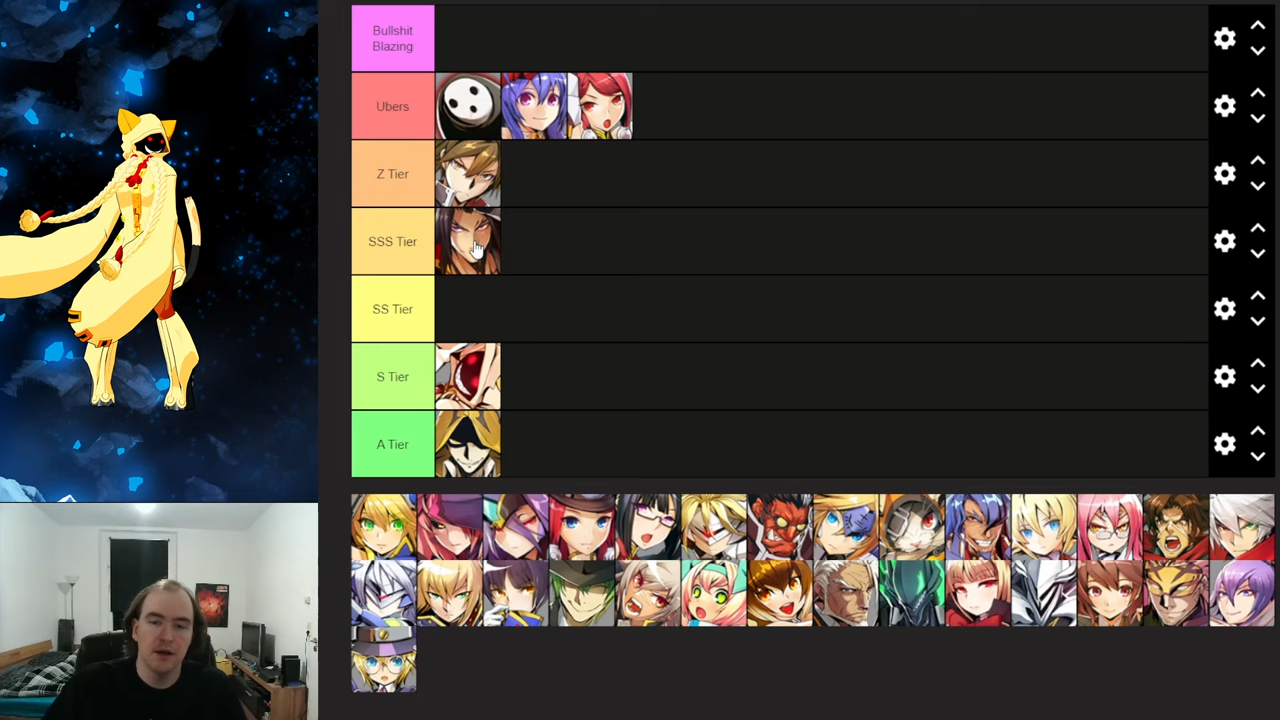 Bullshit
Blazing
Ubers
Z Tier
SSS Tier
SS Tier
S Tier
A Tier